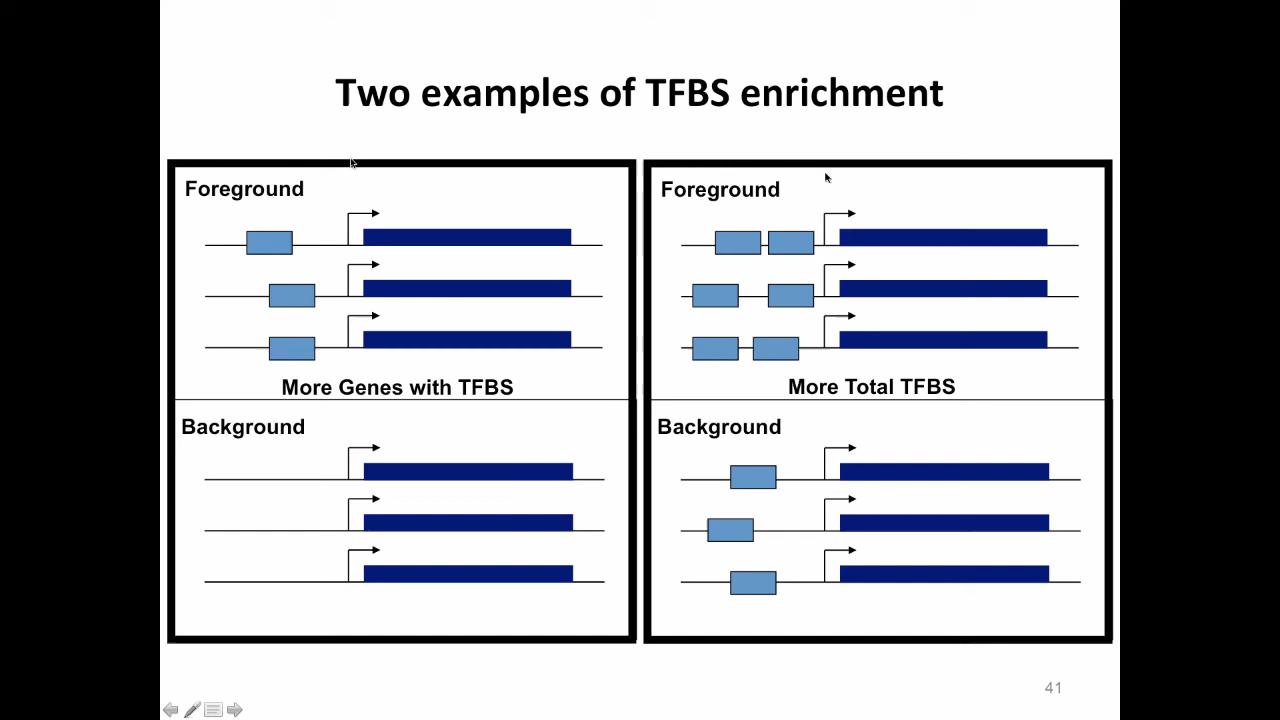 Two examples of TFBS enrichment
Foreground
More Genes with TFBS
Background
Foreground
More Total TFBS
Background
41